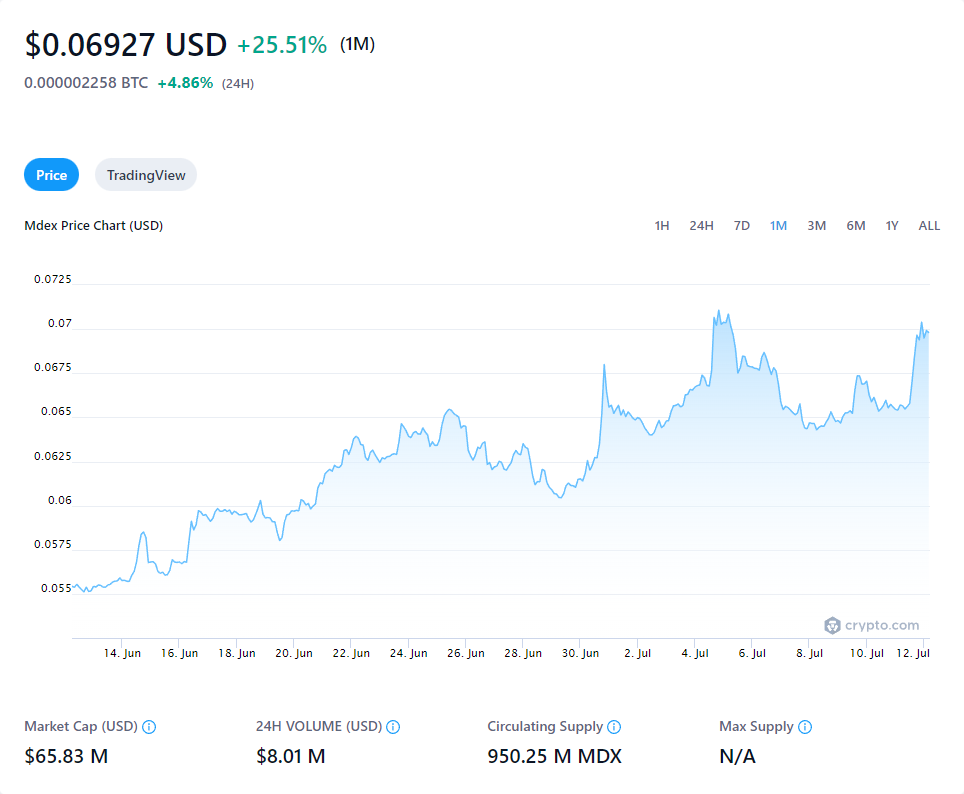 $0.06927 USD +25.51% (1M)
0.000002258 BTC +4.86% (24H)
Price TradingView
Mdex Price Chart (USD) 1H 24H 7D 1M 3M 6M 1Y ALL
0.0725
0.07
0.0675
0.065
0.0625
0.06
0.0575
0.055
crypto.com
14. Jun 16. Jun 18. Jun 20. Jun 22. Jun 24. Jun 26. Jun 28. Jun 30. Jun 2. Jul 4. Jul 6. Jul 8. Jul 10. Jul 12. Jul
Market Cap (USD) 24H VOLUME (USD) Circulating Supply Max Supply
$65.83 M $8.01 M 950.25 M MDX N/A